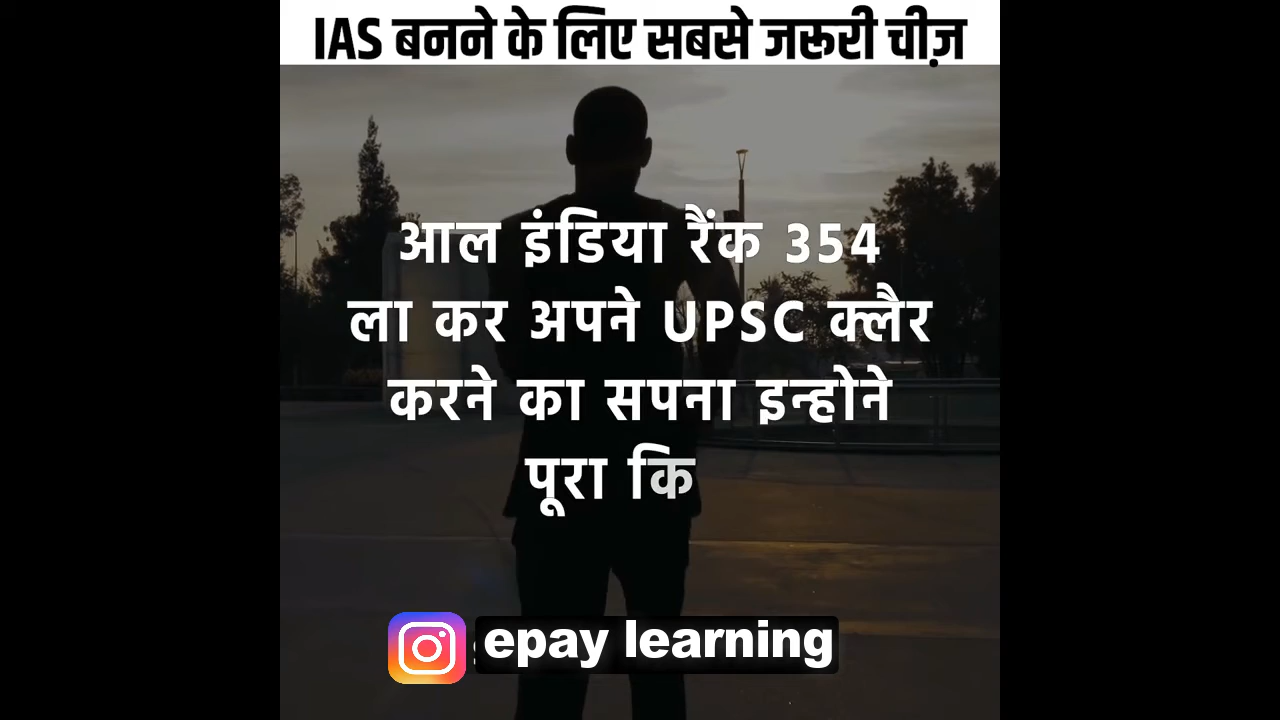 IAS बनने के लिए सबसे जरूरी चीज़
आल इंडिया रैंक 354
ला कर अपने UPSC क्लैर
करने का सपना इन्होने
पूरा कि
epay learning